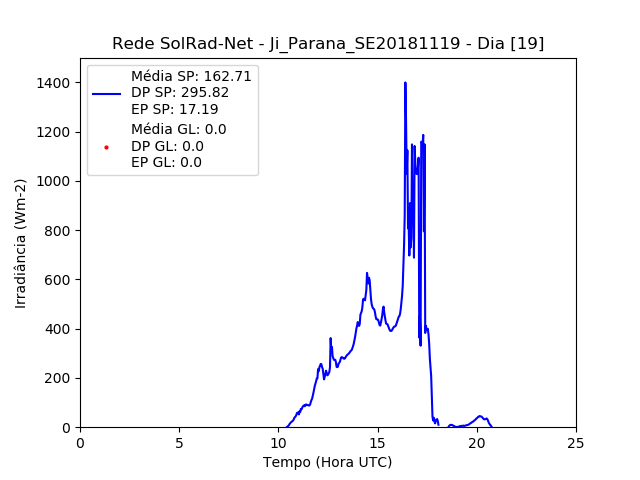 Rede SolRad-Net - Ji_Parana_SE20181119 - Dia [19]
Média SP: 162.71
DP SP: 295.82
EP SP: 17.19
Média GL: 0.0
DP GL: 0.0
EP GL: 0.0
Irradiância (Wm-2)
1400
1200
1000
800
600
400
200
0
0 5 10 15 20 25
Tempo (Hora UTC)